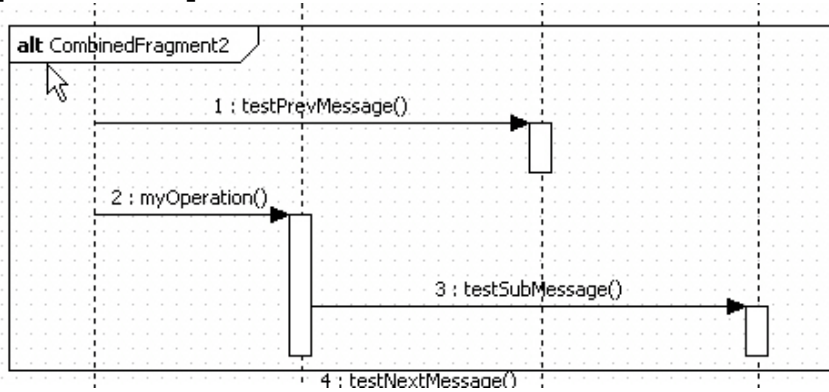 alt CombinedFragment2
1 : testPrevMessage()
2 : myOperation()
3 : testSubMessage()
4 : testNextMessage()